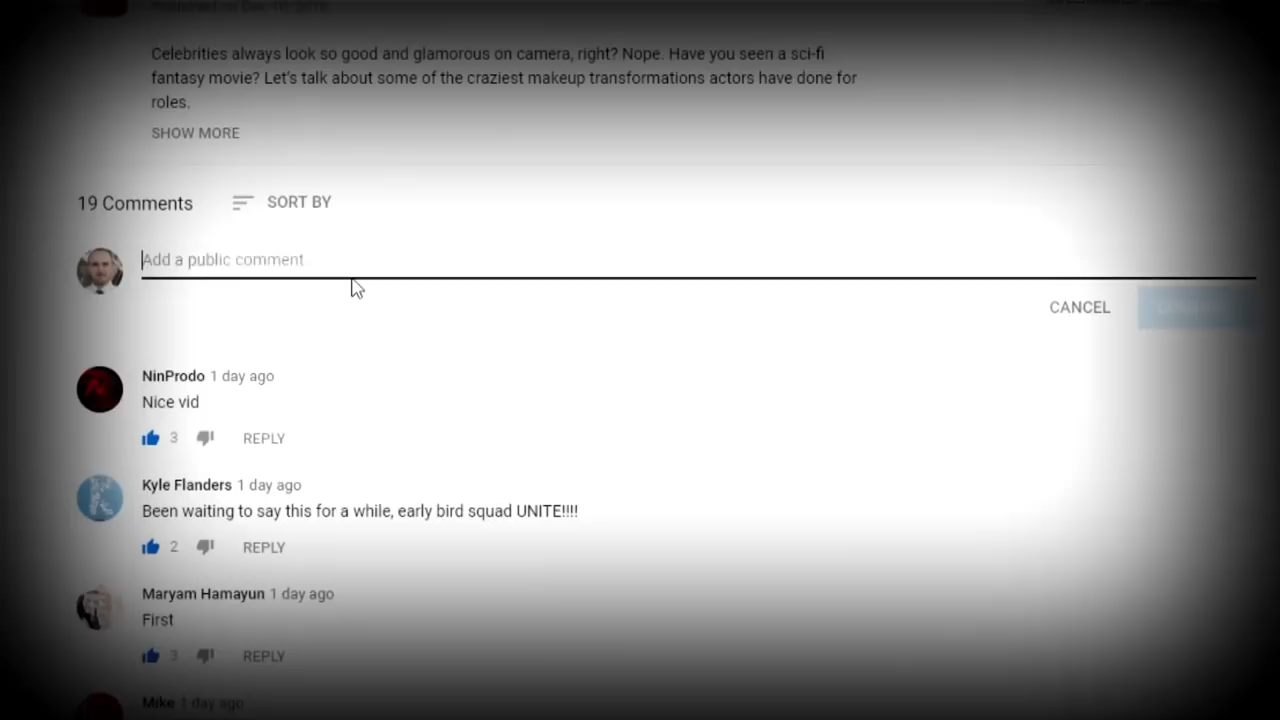 Celebrities always look so good and glamorous on camera, right? Nope. Have you seen a sci-fi
fantasy movie? Let's talk about some of the craziest makeup transformations actors have done for
roles.
SHOW MORE
19 Comments SORT BY
Add a public comment
CANCEL
NinProdo 1 day ago
Nice vid
3 REPLY
Kyle Flanders 1 day ago
Been waiting to say this for a while, early bird squad UNITE!!!!
2 REPLY
Maryam Hamayun 1 day ago
First
3 REPLY
Mike 1 day ago